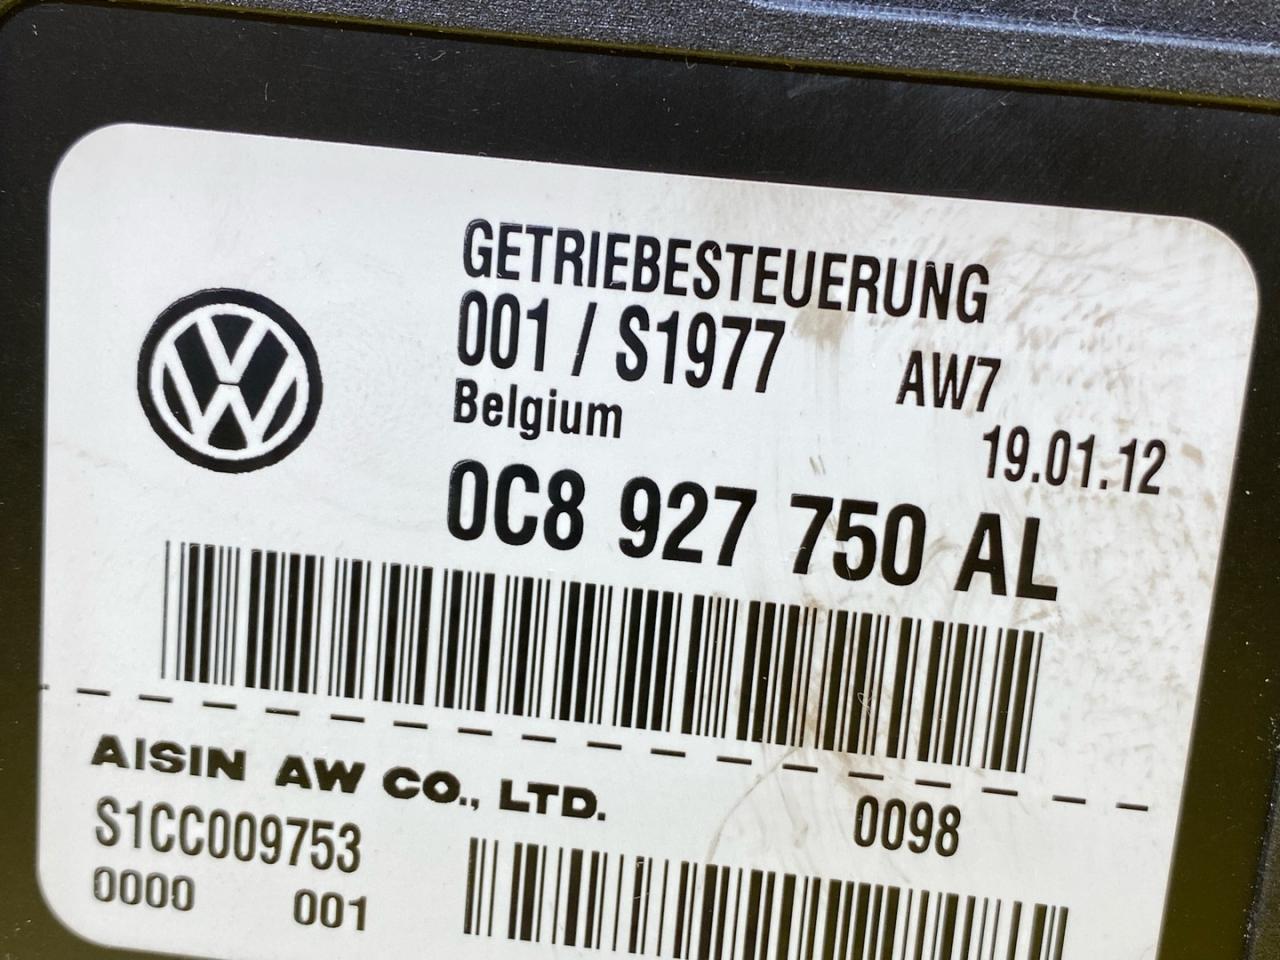 GETRIEBESTEUERUNG
001 / S1977 AW7
Belgium 19.01.12
0C8 927 750 AL
AISIN AW CO., LTD.
S1CC009753 0098
0000 001